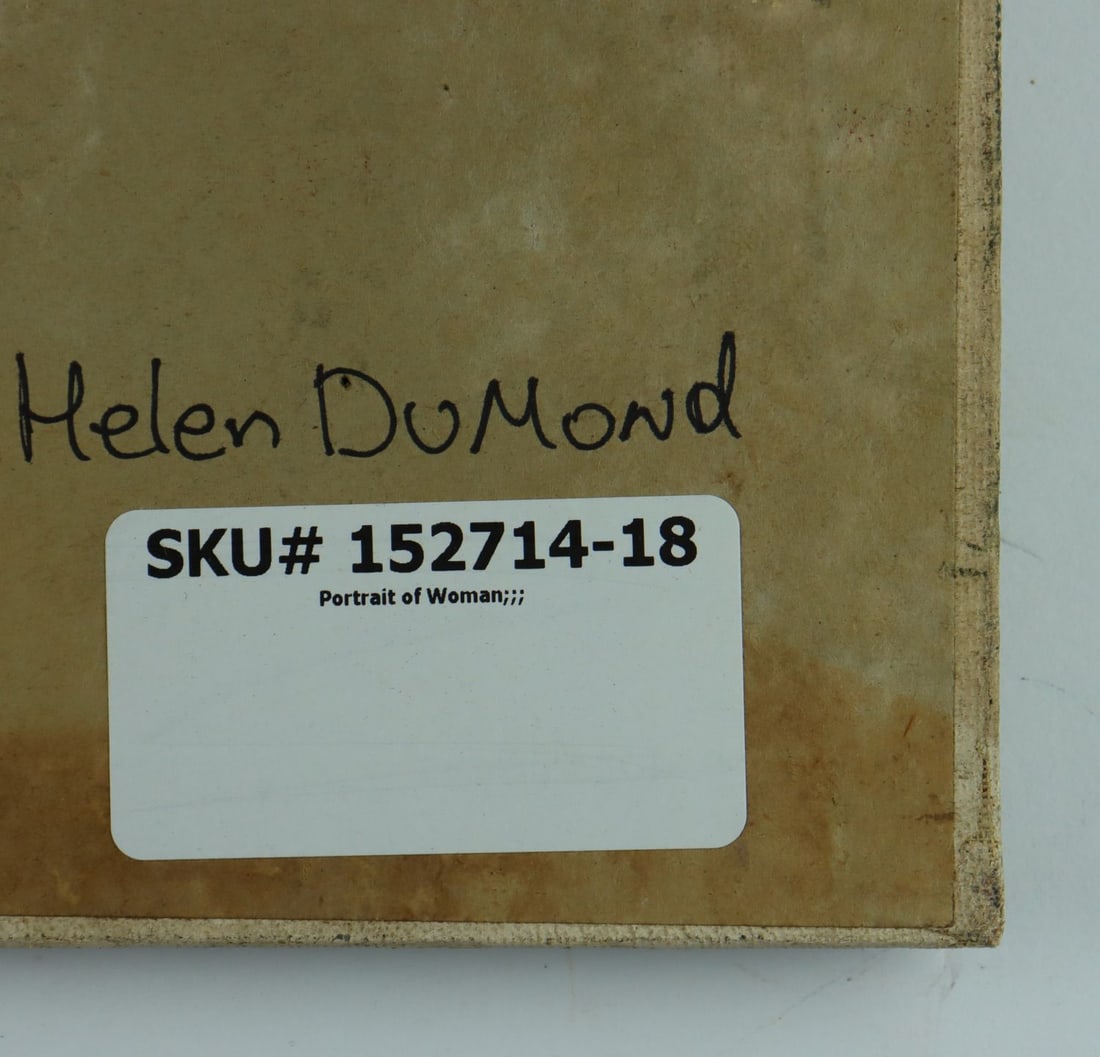 Helen DuMond
SKU# 152714-18
Portrait of Woman;;;